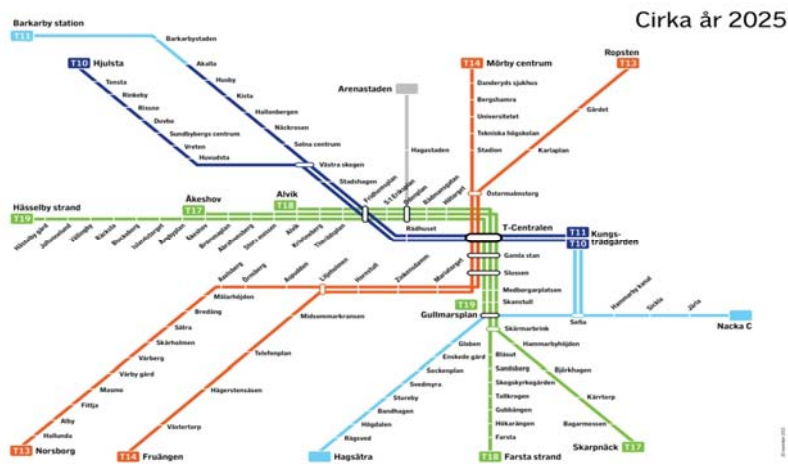 Cirka år 2025
Barkarby station
T11
Barkarbystaden
T10 Hjulsta
Akalla
Husby
Kista
Hallonbergen
Näckrosen
Solna centrum
Västra skogen
Stadshagen
Tensta
Rinkeby
Rissne
Duvbo
Sundbybergs centrum
Vreten
Huvudsta
Arenastaden
Hagastaden
T14 Mörby centrum
Danderyds sjukhus
Bergshamra
Universitetet
Tekniska högskolan
Stadion
Ropsten
T13
Gärdet
Karlaplan
Östermalmstorg
Hässelby strand
T19
Åkeshov
T17
Alvik
T18
Fridhemsplan
S:t Eriksplan
Odenplan
Rådmansgatan
Hötorget
Hässelby gård
Johannelund
Vällingby
Råcksta
Blackeberg
Islandstorget
Ängbyplan
Åkeshov
Brommaplan
Abrahamsberg
Stora mossen
Alvik
Kristineberg
Thorildsplan
Rådhuset
T-Centralen
T11
T10
Kungs-
trädgården
Gamla stan
Slussen
Medborgarplatsen
Skanstull
T19
Gullmarsplan
Skärmarbrink
Axelsberg
Örnsberg
Aspudden
Liljeholmen
Hornstull
Zinkensdamm
Mariatorget
Mälarhöjden
Bredäng
Sätra
Skärholmen
Vårberg
Vårby gård
Masmo
Fittja
Alby
Hallunda
T13 Norsborg
Midsommarkransen
Telefonplan
Hägerstensåsen
Västertorp
T14 Fruängen
Sofia
Hammarby kanal
Sickla
Järla
Nacka C
Globen
Enskede gård
Sockenplan
Svedmyra
Stureby
Bandhagen
Högdalen
Rågsved
Hagsätra
Blåsut
Sandsborg
Skogskyrkogården
Tallkrogen
Gubbängen
Hökarängen
Farsta
T18 Farsta strand
Hammarbyhöjden
Björkhagen
Kärrtorp
Bagarmossen
Skarpnäck T17